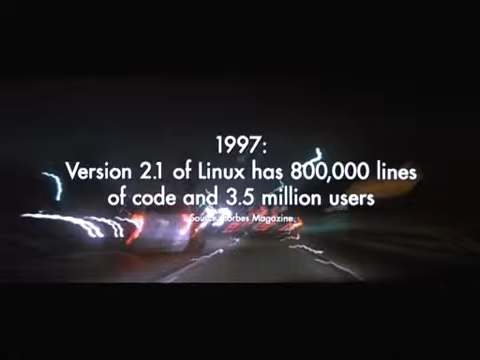 1997:
Version 2.1 of Linux has 800,000 lines
of code and 3.5 million users
Source: Forbes Magazine